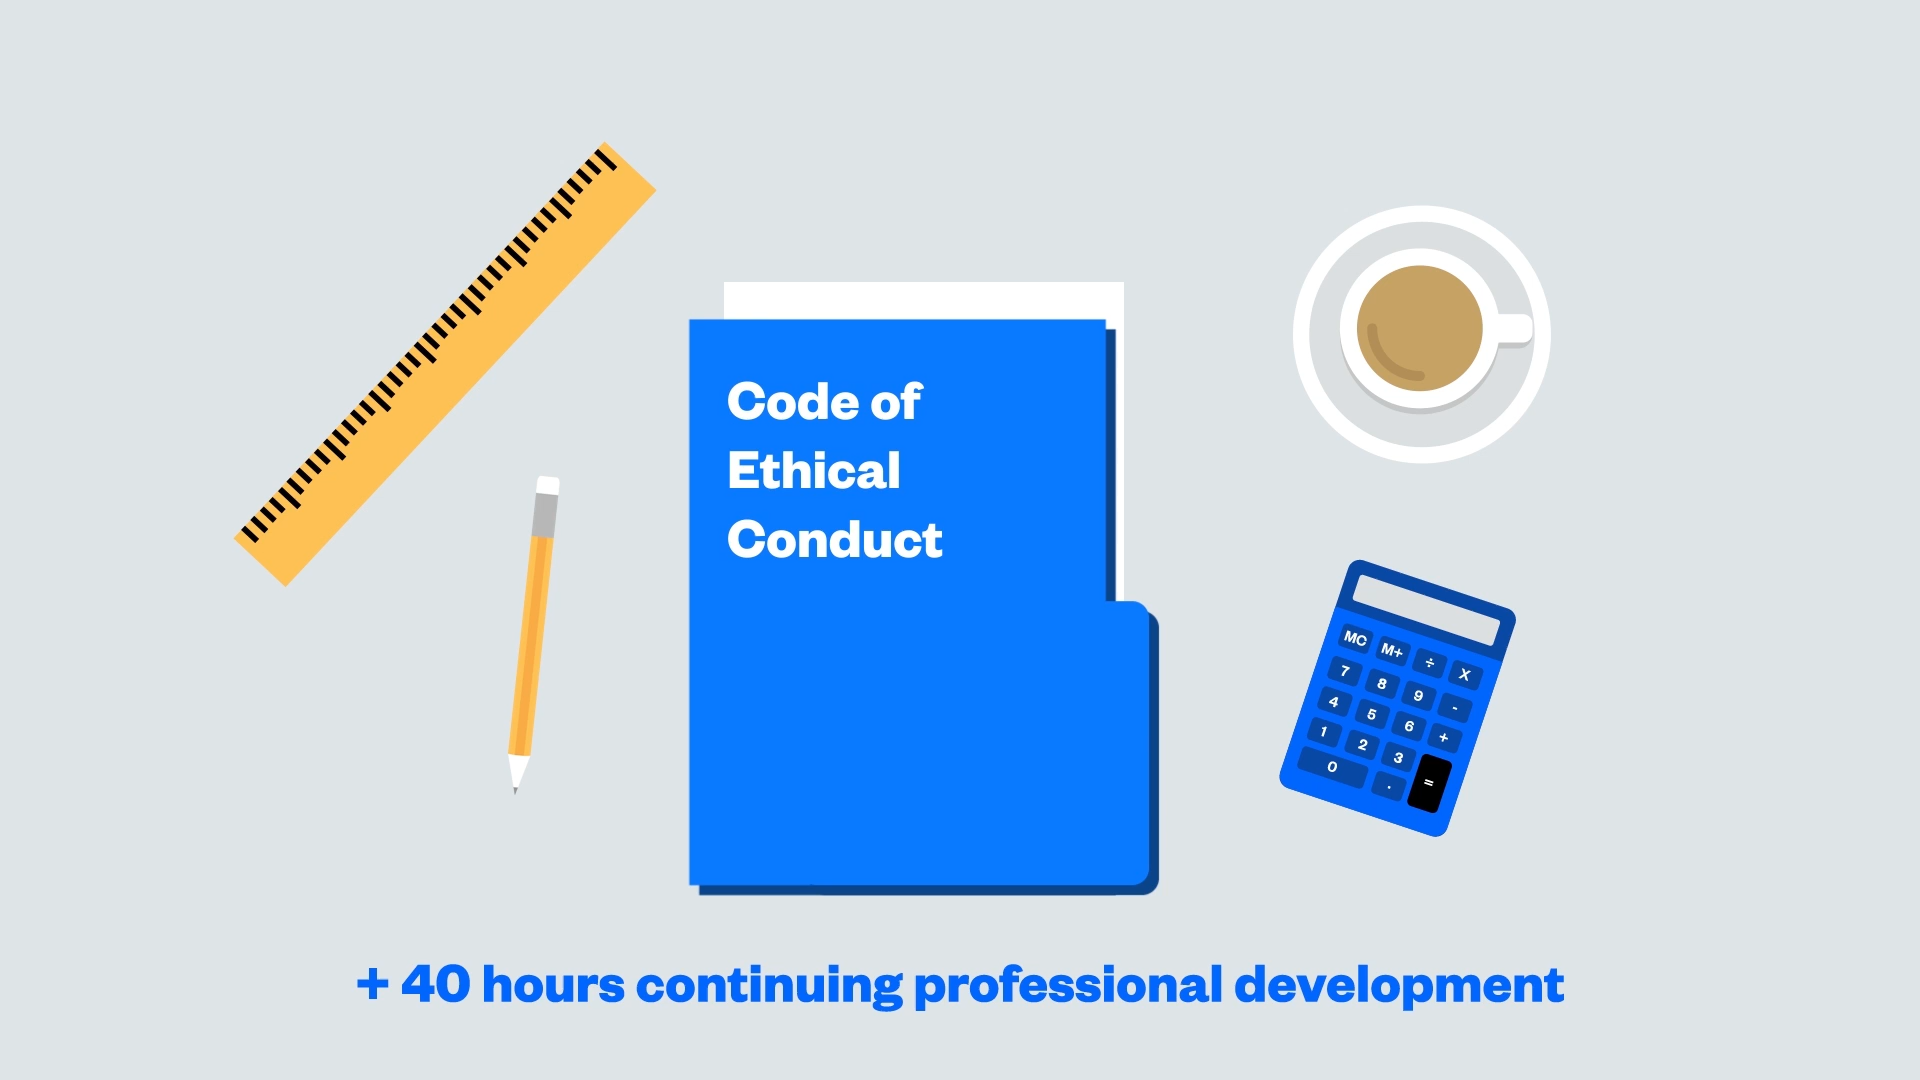 Code of
Ethical
Conduct
MC M+ ÷ X
7 8 9 -
4 5 6 +
1 2 3 =
0 .
+ 40 hours continuing professional development